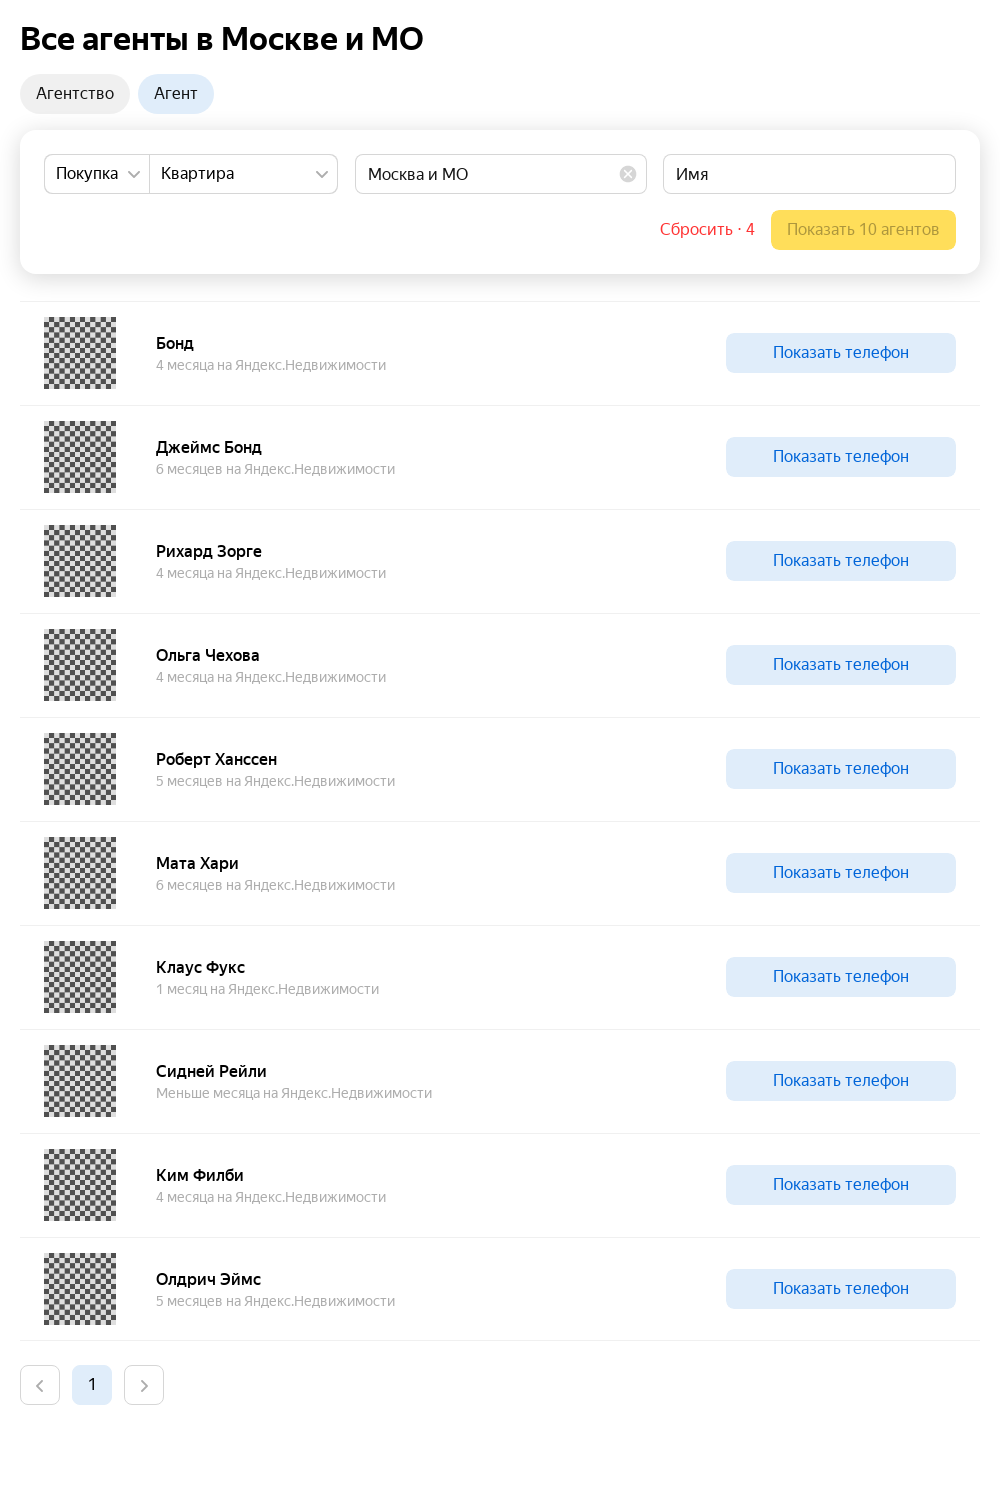 Все агенты в Москве и МО
Агентство Агент
Покупка Квартира Москва и МО Имя
Сбросить · 4 Показать 10 агентов
Бонд
4 месяца на Яндекс.Недвижимости
Показать телефон
Джеймс Бонд
6 месяцев на Яндекс.Недвижимости
Показать телефон
Рихард Зорге
4 месяца на Яндекс.Недвижимости
Показать телефон
Ольга Чехова
4 месяца на Яндекс.Недвижимости
Показать телефон
Роберт Ханссен
5 месяцев на Яндекс.Недвижимости
Показать телефон
Мата Хари
6 месяцев на Яндекс.Недвижимости
Показать телефон
Клаус Фукс
1 месяц на Яндекс.Недвижимости
Показать телефон
Сидней Рейли
Меньше месяца на Яндекс.Недвижимости
Показать телефон
Ким Филби
4 месяца на Яндекс.Недвижимости
Показать телефон
Олдрич Эймс
5 месяцев на Яндекс.Недвижимости
Показать телефон
1